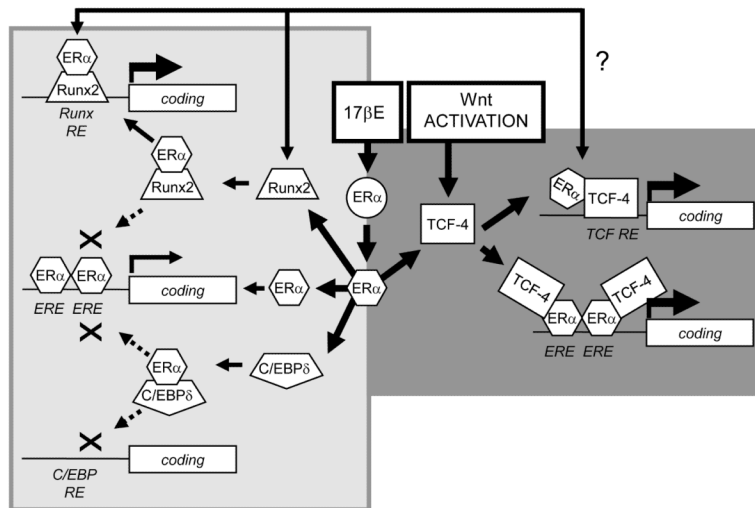 ERα
Runx2
Runx
RE
coding
?
17βE
Wnt
ACTIVATION
ERα
Runx2
Runx2
ERα
TCF-4
ERα
TCF-4
TCF RE
coding
ERα
ERα
ERE ERE
coding
ERα
ERα
TCF-4
TCF-4
ERα
ERα
ERE ERE
coding
ERα
C/EBPδ
C/EBPδ
C/EBP
RE
coding